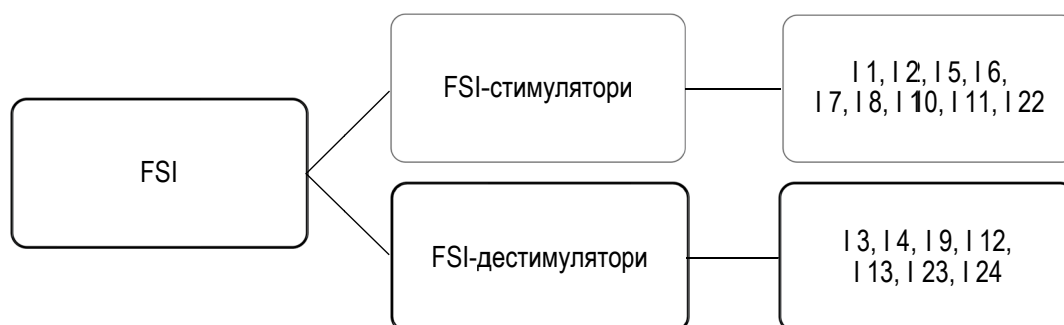 FSI
FSI-стимулятори
I 1, I 2, I 5, I 6,
I 7, I 8, I 10, I 11, I 22
FSI-дестимулятори
I 3, I 4, I 9, I 12,
I 13, I 23, I 24